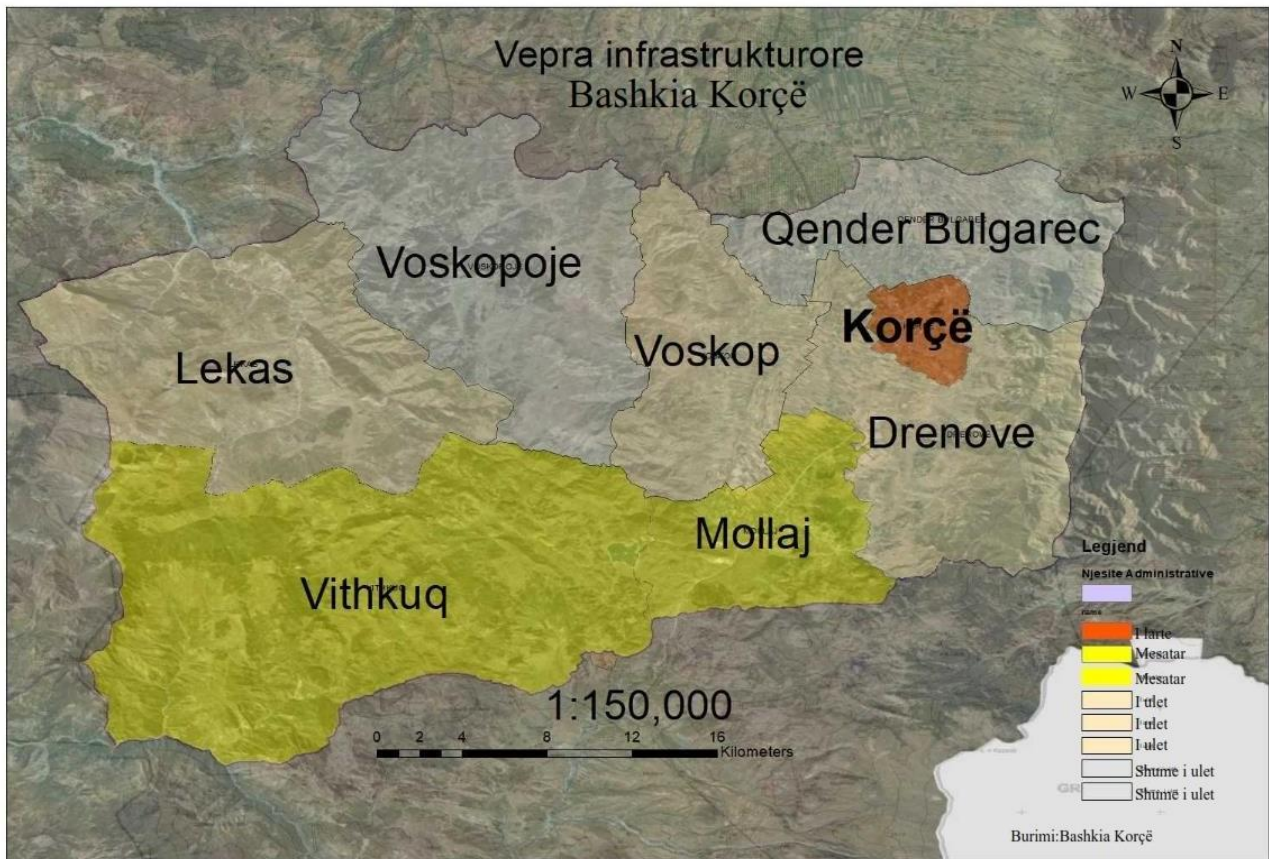 Vepra infrastrukturore
Bashkia Korçë
N
W E
S
Qender Bulgarec
Voskopoje
Korçë
Voskop
Lekas
Drenove
Mollaj
Vithkuq
1:150,000
0 2 4 8 12 16
Kilometers
Legjend
Njesite Administrative
I larte
Mesatar
Mesatar
I ulet
I ulet
I ulet
Shume i ulet
Shume i ulet
Burimi:Bashkia Korçë